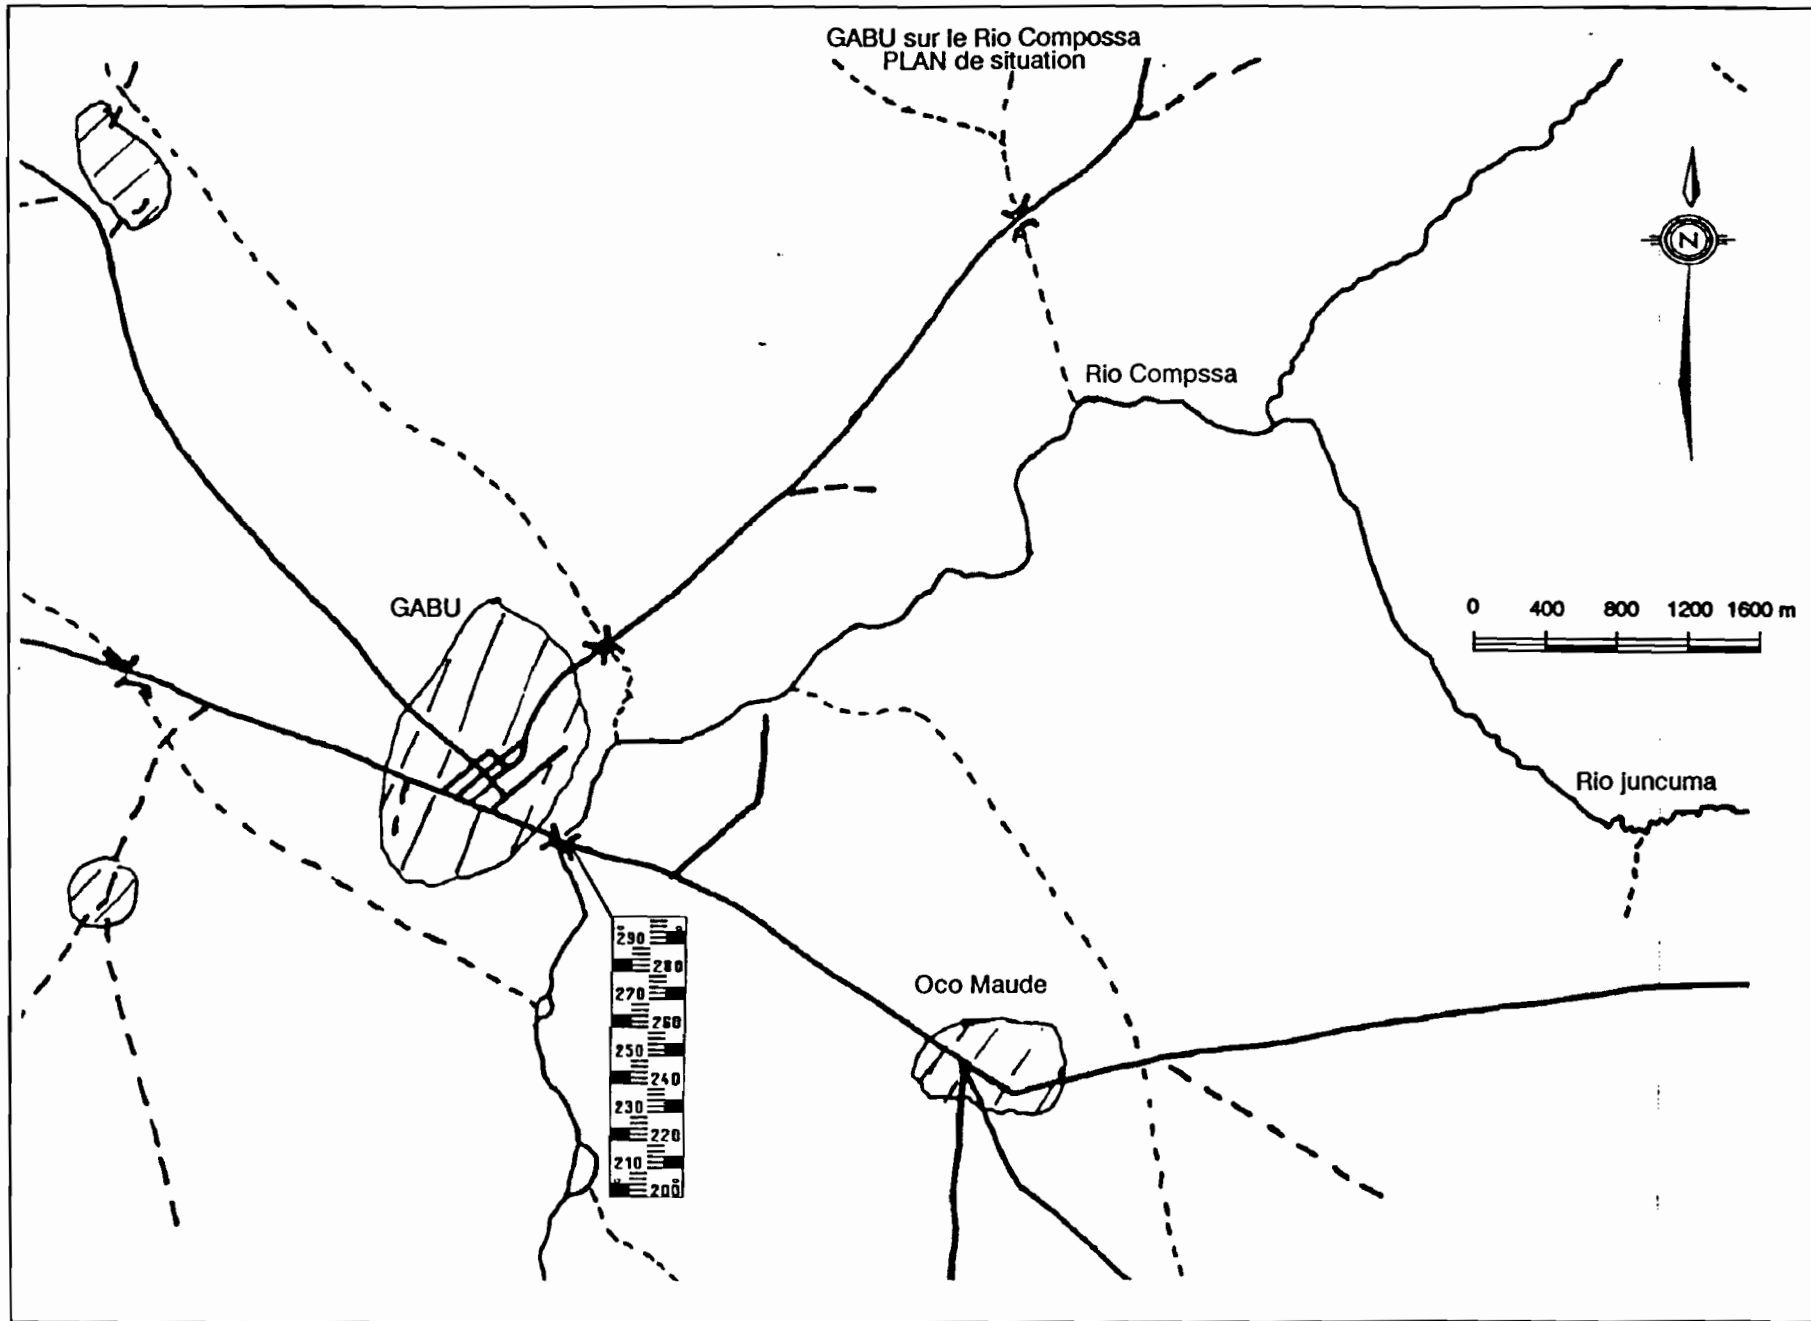 GABU sur le Rio Compossa
PLAN de situation
N
Rio Compssa
0 400 800 1200 1600 m
GABU
Rio juncuma
290
280
270
260
250
240
230
220
210
200
Oco Maude